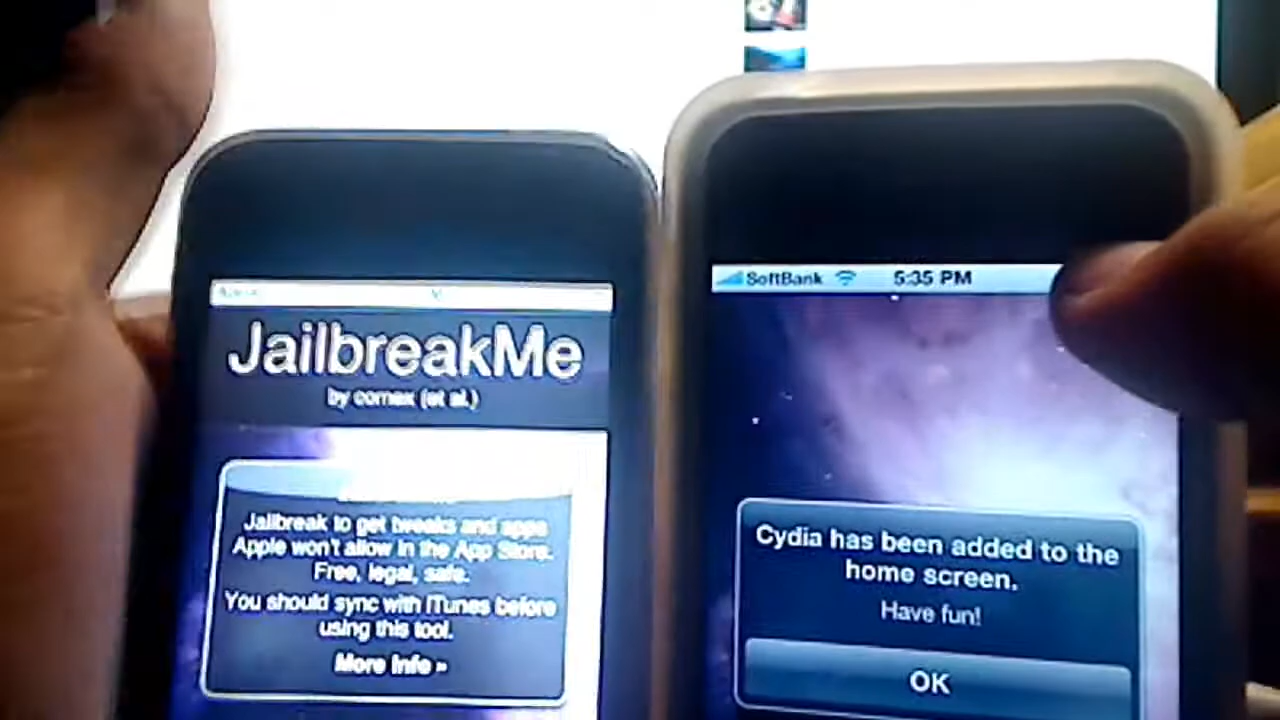 JailbreakMe
by comex (et al.)
Jailbreak to get tweaks and apps
Apple won't allow in the App Store.
Free, legal, safe.
You should sync with iTunes before
using this tool.
More Info »
SoftBank 5:35 PM
Cydia has been added to the
home screen.
Have fun!
OK